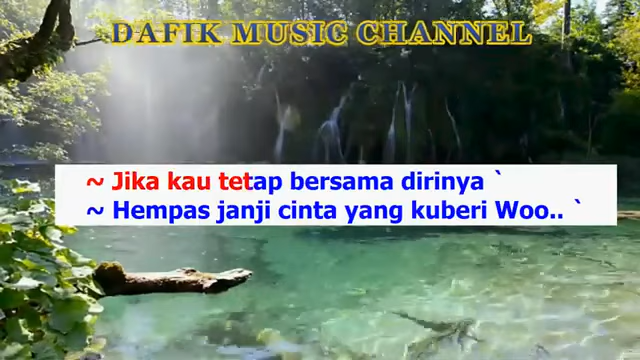 DAFIK MUSIC CHANNEL
~ Jika kau tetap bersama dirinya `
~ Hempas janji cinta yang kuberi Woo.. `